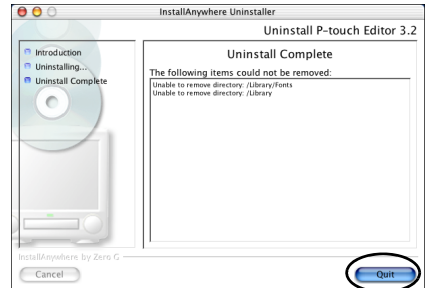 InstallAnywhere Uninstaller
Uninstall P-touch Editor 3.2
Introduction
Uninstalling...
Uninstall Complete
Uninstall Complete
The following items could not be removed:
Unable to remove directory: /Library/Fonts
Unable to remove directory: /Library
InstallAnywhere by Zero G
Cancel
Quit